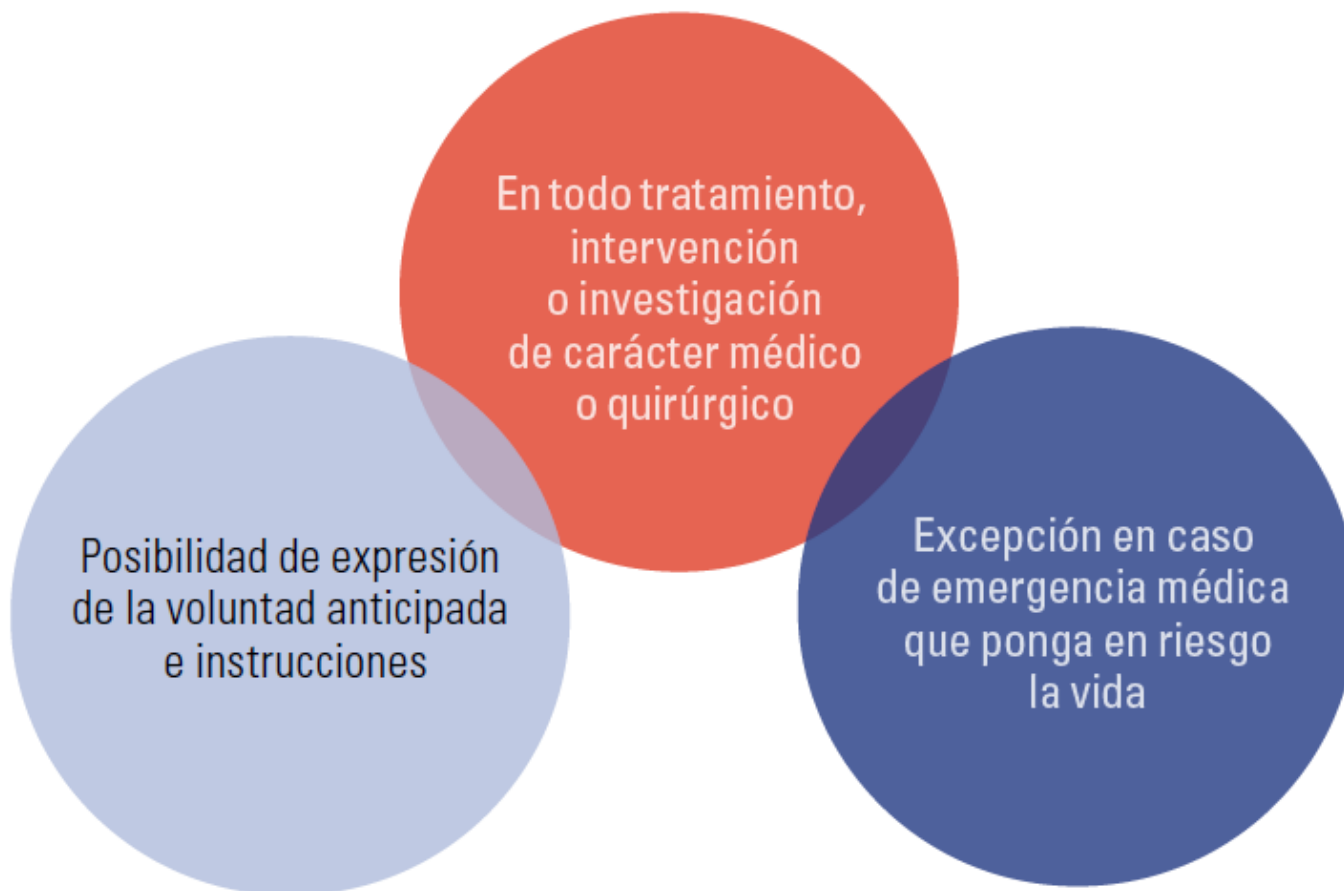 En todo tratamiento,
intervención
o investigación
de carácter médico
o quirúrgico
Posibilidad de expresión
de la voluntad anticipada
e instrucciones
Excepción en caso
de emergencia médica
que ponga en riesgo
la vida